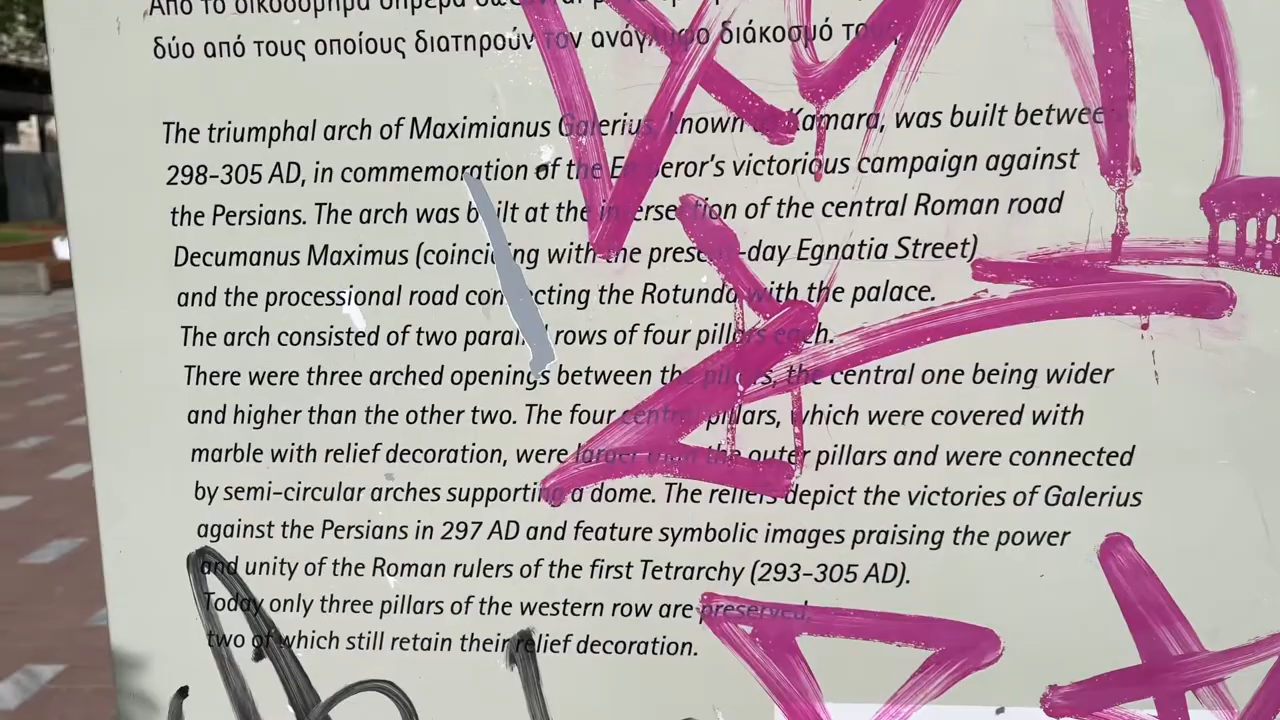 Από το οικοδόμημα σήμερα
δύο από τους οποίους διατηρούν τον ανάγλυφο διάκοσμό τους
The triumphal arch of Maximianus Galerius, known as Kamara, was built between
298-305 AD, in commemoration of the Emperor's victorious campaign against
the Persians. The arch was built at the intersection of the central Roman road
Decumanus Maximus (coinciding with the present-day Egnatia Street)
and the processional road connecting the Rotunda with the palace.
The arch consisted of two parallel rows of four pillars each.
There were three arched openings between the pillars, the central one being wider
and higher than the other two. The four central pillars, which were covered with
marble with relief decoration, were larger than the outer pillars and were connected
by semi-circular arches supporting a dome. The reliefs depict the victories of Galerius
against the Persians in 297 AD and feature symbolic images praising the power
and unity of the Roman rulers of the first Tetrarchy (293-305 AD).
Today only three pillars of the western row are preserved,
two of which still retain their relief decoration.